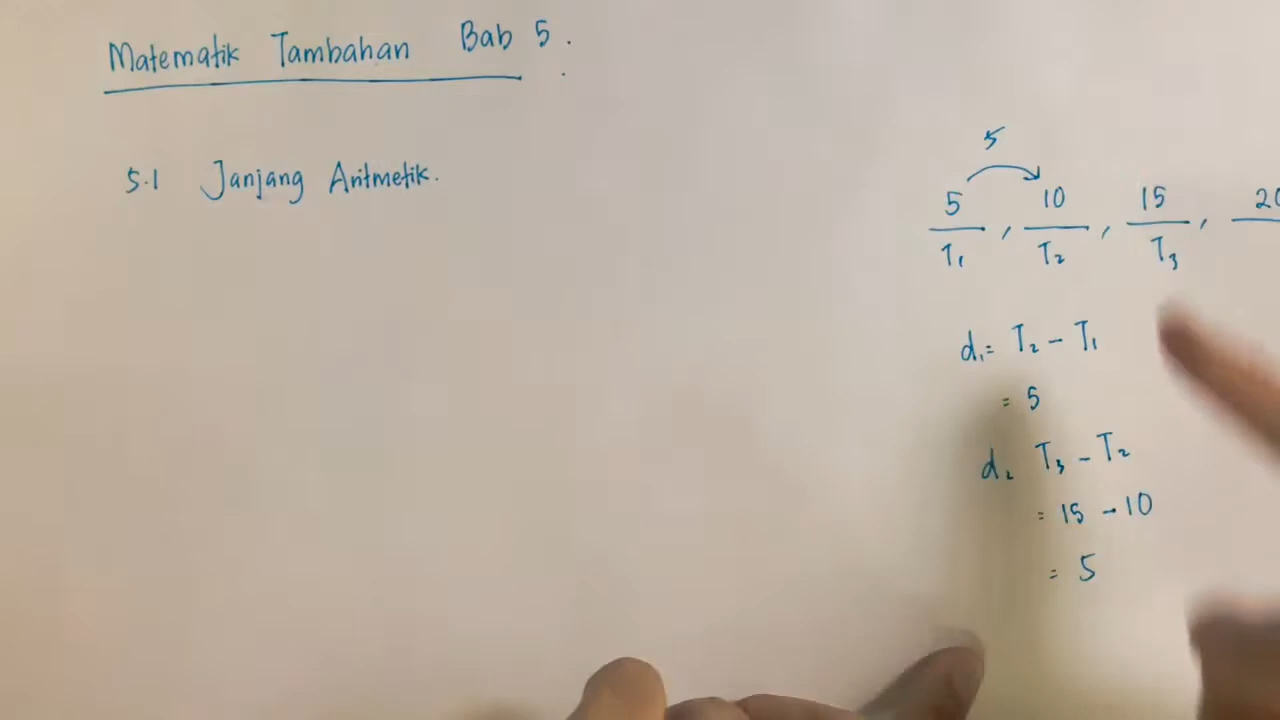 Matematik Tambahan Bab 5.
5.1 Janjang Aritmetik.
5
5 , 10 , 15 , 20
T₁ T₂ T₃
d₁= T₂ - T₁
= 5
d₂ T₃ - T₂
= 15 - 10
= 5